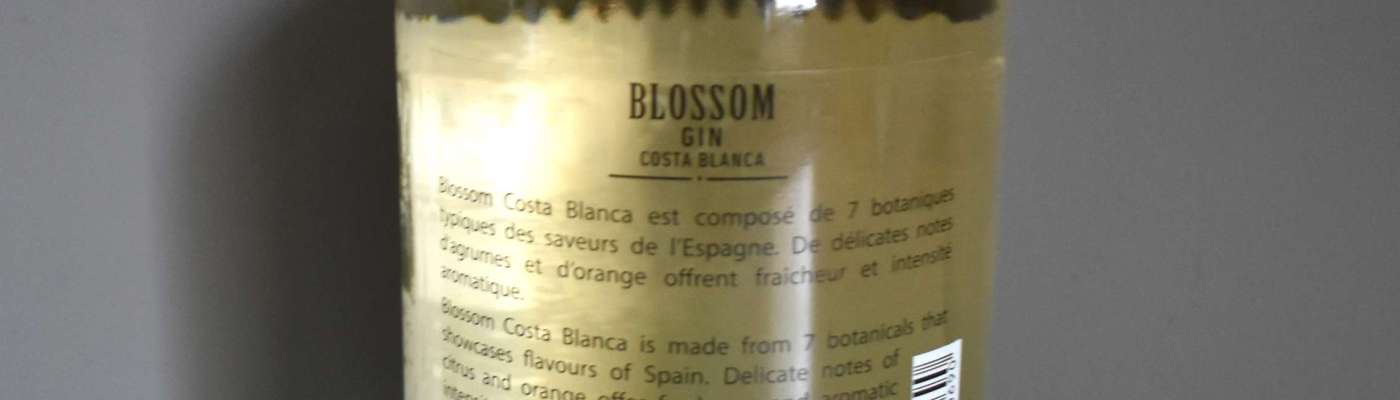 BLOSSOM
GIN
COSTA BLANCA
Blossom Costa Blanca est composé de 7 botaniques
typiques des saveurs de l'Espagne. De délicates notes
d'agrumes et d'orange offrent fraîcheur et intensité
aromatique.
Blossom Costa Blanca is made from 7 botanicals that
showcases flavours of Spain. Delicate notes of
citrus and orange aromatic